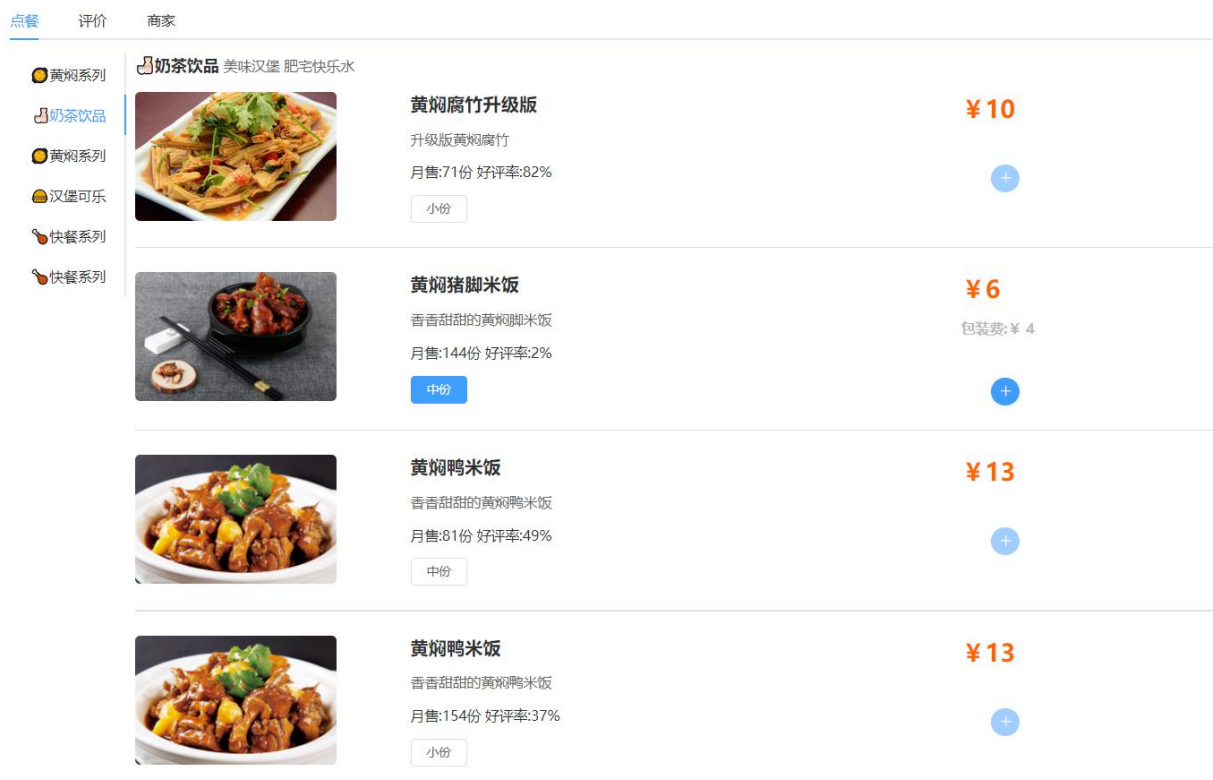 点餐 评价 商家
黄焖系列
奶茶饮品
黄焖系列
汉堡可乐
快餐系列
快餐系列
奶茶饮品 美味汉堡 肥宅快乐水
黄焖腐竹升级版
¥10
升级版黄焖腐竹
月售:71份 好评率:82%
+
小份
黄焖猪脚米饭
¥6
香香甜甜的黄焖脚米饭
包装费:¥ 4
月售:144份 好评率:2%
中份
+
黄焖鸭米饭
¥13
香香甜甜的黄焖鸭米饭
月售:81份 好评率:49%
+
中份
黄焖鸭米饭
¥13
香香甜甜的黄焖鸭米饭
月售:154份 好评率:37%
+
小份